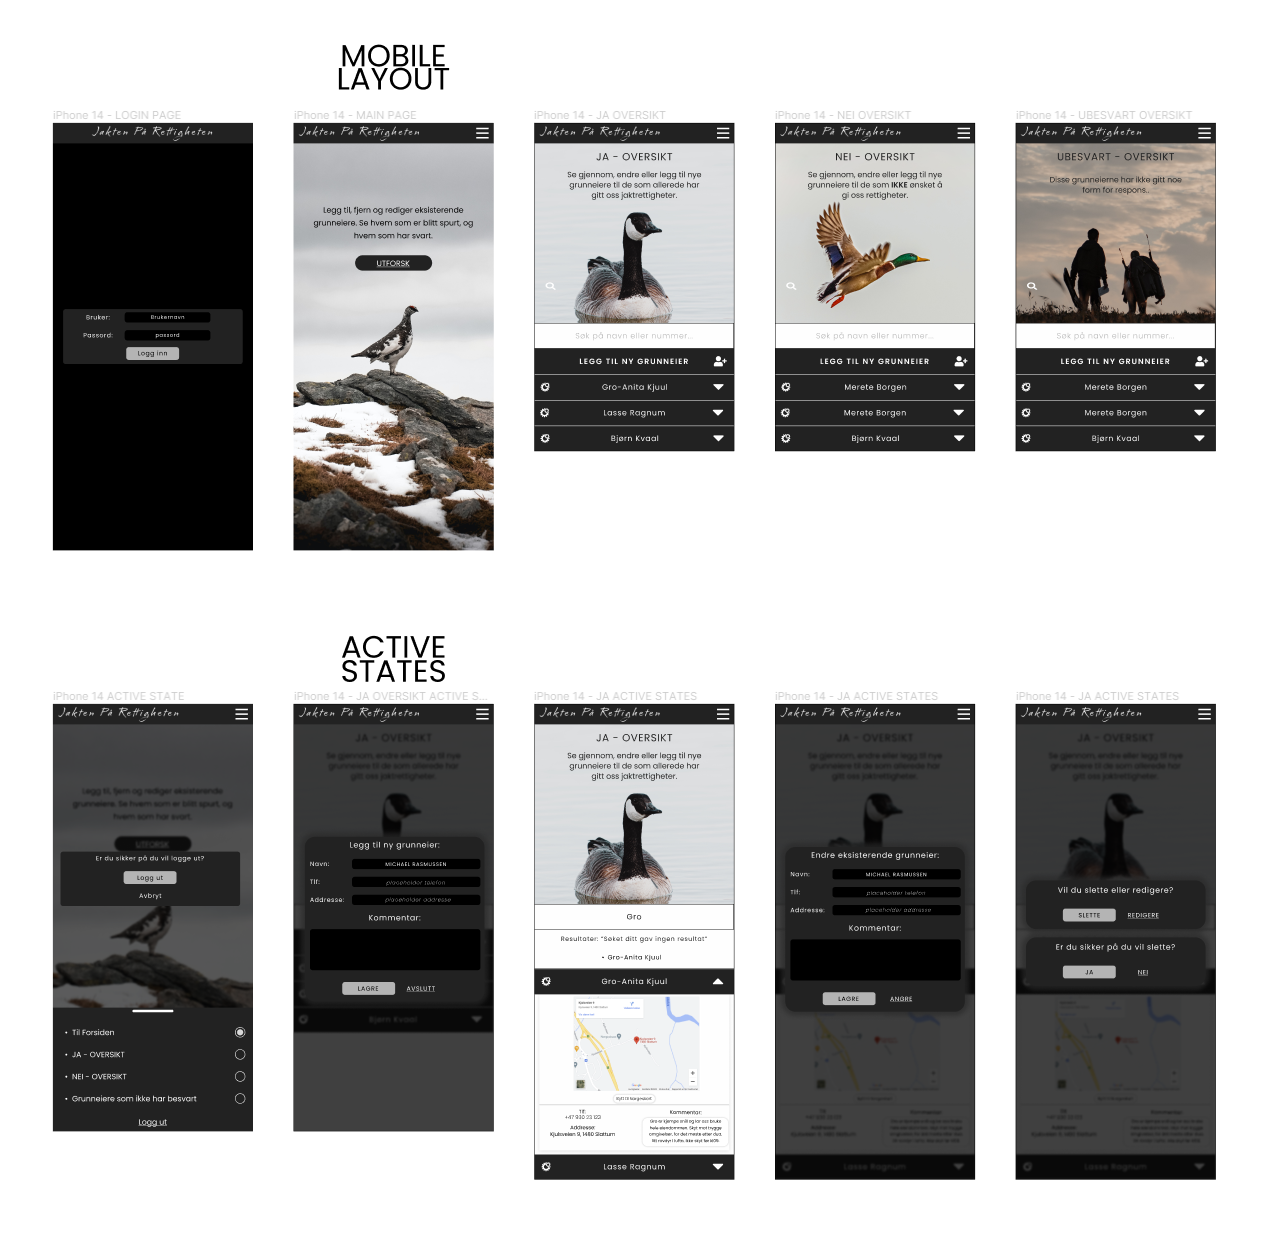 MOBILE
LAYOUT
iPhone 14 - LOGIN PAGE
Jakten På Rettigheten
Bruker:
Brukernavn
Passord:
passord
Logg inn
iPhone 14 - MAIN PAGE
Jakten På Rettigheten
Legg til, fjern og rediger eksisterende
grunneiere. Se hvem som er blitt spurt, og
hvem som har svart.
UTFORSK
iPhone 14 - JA OVERSIKT
Jakten På Rettigheten
JA - OVERSIKT
Se gjennom, endre eller legg til nye
grunneiere til de som allerede har
gitt oss jaktrettigheter.
Søk på navn eller nummer...
LEGG TIL NY GRUNNEIER
Gro-Anita Kjuul
Lasse Ragnum
Bjørn Kvaal
iPhone 14 - NEI OVERSIKT
Jakten På Rettigheten
NEI - OVERSIKT
Se gjennom, endre eller legg til nye
grunneiere til de som IKKE ønsket å
gi oss rettigheter.
Søk på navn eller nummer...
LEGG TIL NY GRUNNEIER
Merete Borgen
Merete Borgen
Bjørn Kvaal
iPhone 14 - UBESVART OVERSIKT
Jakten På Rettigheten
UBESVART - OVERSIKT
Disse grunneierne har ikke gitt noe
form for respons..
Søk på navn eller nummer...
LEGG TIL NY GRUNNEIER
Merete Borgen
Merete Borgen
Bjørn Kvaal
ACTIVE
STATES
iPhone 14 ACTIVE STATE
Jakten På Rettigheten
Legg til, fjern og rediger eksisterende
grunneiere. Se hvem som er blitt spurt, og
hvem som har svart.
UTFORSK
Er du sikker på du vil logge ut?
Logg ut
Avbryt
• Til Forsiden
• JA - OVERSIKT
• NEI - OVERSIKT
• Grunneiere som ikke har besvart
Logg ut
iPhone 14 - JA OVERSIKT ACTIVE S...
Jakten På Rettigheten
JA - OVERSIKT
Se gjennom, endre eller legg til nye
grunneiere til de som allerede har
gitt oss jaktrettigheter.
Legg til ny grunneier:
Navn:
MICHAEL RASMUSSEN
Tlf:
placeholder telefon
Addresse:
placeholder addresse
Kommentar:
LAGRE
AVSLUTT
Bjørn Kvaal
iPhone 14 - JA ACTIVE STATES
Jakten På Rettigheten
JA - OVERSIKT
Se gjennom, endre eller legg til nye
grunneiere til de som allerede har
gitt oss jaktrettigheter.
Gro
Resultater: "Søket ditt gav ingen resultat"
• Gro-Anita Kjuul
Gro-Anita Kjuul
Bytt til Norgeskart
Tlf:
+47 930 23 123
Addresse:
Kjulsveien 9, 1480 Slattum
Kommentar:
Lasse Ragnum
iPhone 14 - JA ACTIVE STATES
Jakten På Rettigheten
JA - OVERSIKT
Se gjennom, endre eller legg til nye
grunneiere til de som allerede har
gitt oss jaktrettigheter.
Endre eksisterende grunneier:
Navn:
MICHAEL RASMUSSEN
Tlf:
placeholder telefon
Addresse:
placeholder addresse
Kommentar:
LAGRE
ANGRE
Lasse Ragnum
iPhone 14 - JA ACTIVE STATES
Jakten På Rettigheten
JA - OVERSIKT
Se gjennom, endre eller legg til nye
grunneiere til de som allerede har
gitt oss jaktrettigheter.
Vil du slette eller redigere?
SLETTE
REDIGERE
Er du sikker på du vil slette?
JA
NEI
Lasse Ragnum